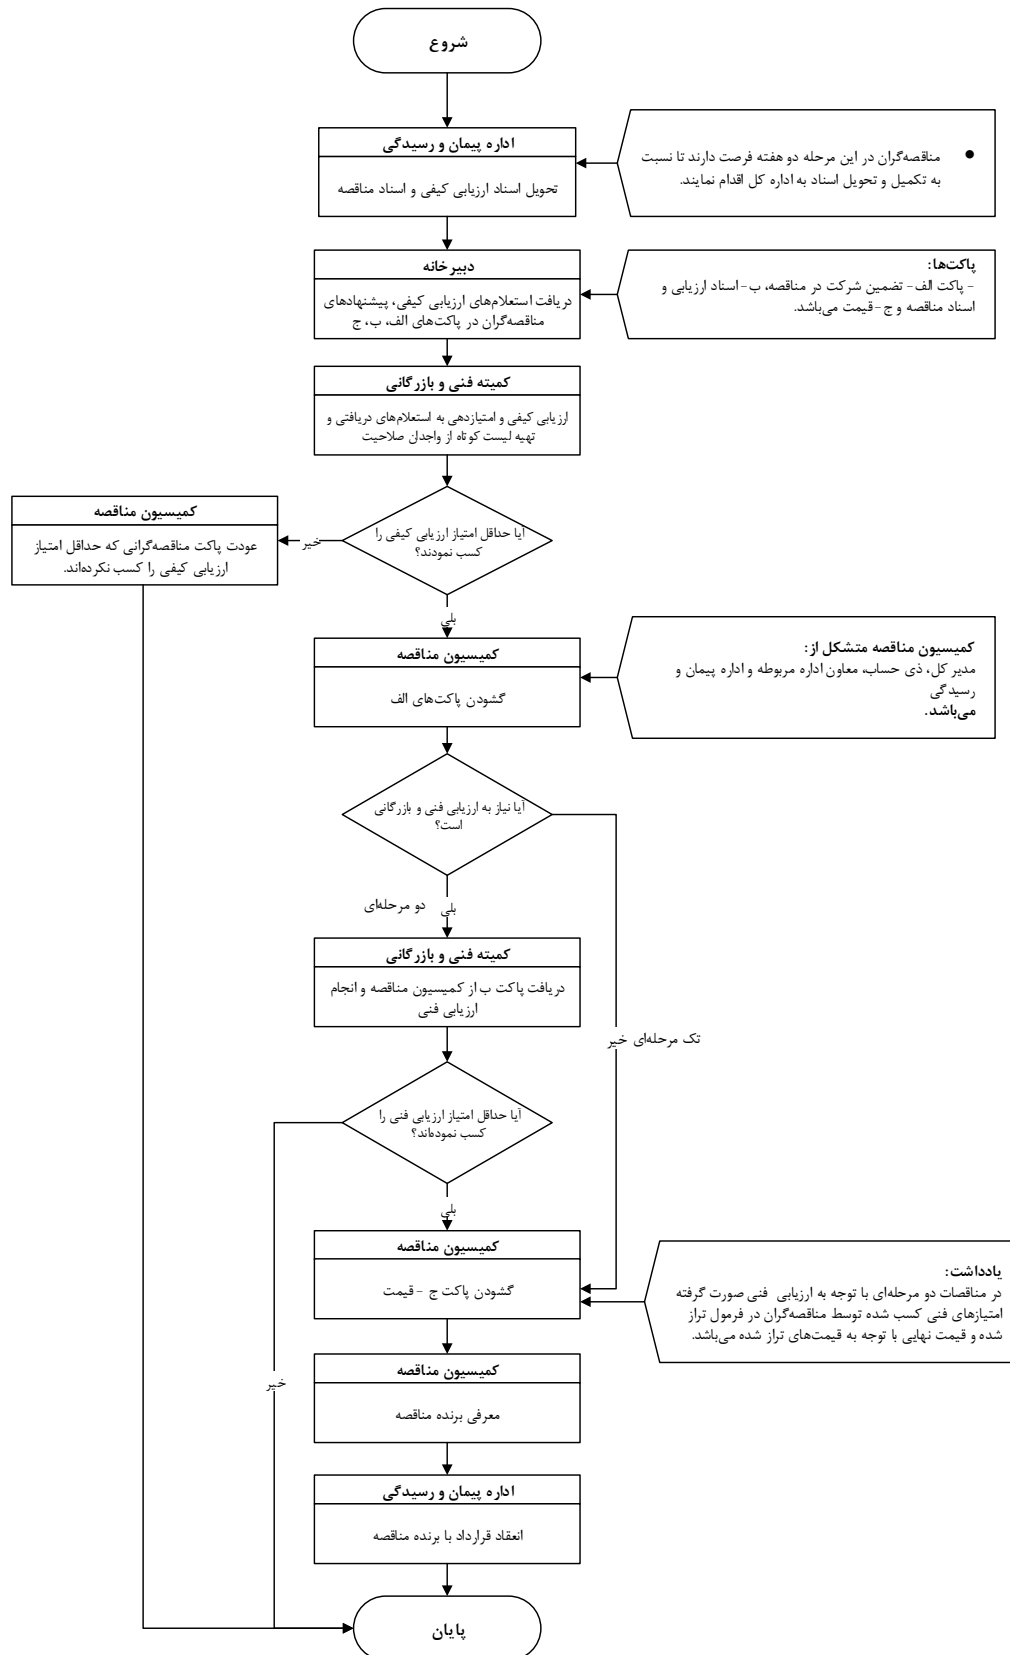 شروع
اداره پیمان و رسیدگی
تحویل اسناد ارزیابی کیفی و اسناد مناقصه
● مناقصه‌گران در این مرحله دو هفته فرصت دارند تا نسبت
به تکمیل و تحویل اسناد به اداره کل اقدام نمایند.
دبیرخانه
دریافت استعلام‌های ارزیابی کیفی، پیشنهادهای
مناقصه‌گران در پاکت‌های الف، ب، ج
پاکت‌ها:
- پاکت الف- تضمین شرکت در مناقصه، ب- اسناد ارزیابی و
اسناد مناقصه و ج- قیمت می‌باشد.
کمیته فنی و بازرگانی
ارزیابی کیفی و امتیازدهی به استعلام‌های دریافتی و
تهیه لیست کوتاه از واجدان صلاحیت
آیا حداقل امتیاز ارزیابی کیفی را
کسب نمودند؟
خیر
کمیسیون مناقصه
عودت پاکت مناقصه‌گرانی که حداقل امتیاز
ارزیابی کیفی را کسب نکرده‌اند.
بلی
کمیسیون مناقصه
گشودن پاکت‌های الف
کمیسیون مناقصه متشکل از:
مدیر کل، ذی حساب، معاون اداره مربوطه و اداره پیمان و
رسیدگی
می‌باشد.
آیا نیاز به ارزیابی فنی و بازرگانی
است؟
بلی دو مرحله‌ای
کمیته فنی و بازرگانی
دریافت پاکت ب از کمیسیون مناقصه و انجام
ارزیابی فنی
تک مرحله‌ای خیر
آیا حداقل امتیاز ارزیابی فنی را
کسب نموده‌اند؟
بلی
کمیسیون مناقصه
گشودن پاکت ج - قیمت
یادداشت:
در مناقصات دو مرحله‌ای با توجه به ارزیابی فنی صورت گرفته
امتیازهای فنی کسب شده توسط مناقصه‌گران در فرمول تراز
شده و قیمت نهایی با توجه به قیمت‌های تراز شده می‌باشد.
خیر
کمیسیون مناقصه
معرفی برنده مناقصه
اداره پیمان و رسیدگی
انعقاد قرارداد با برنده مناقصه
پایان